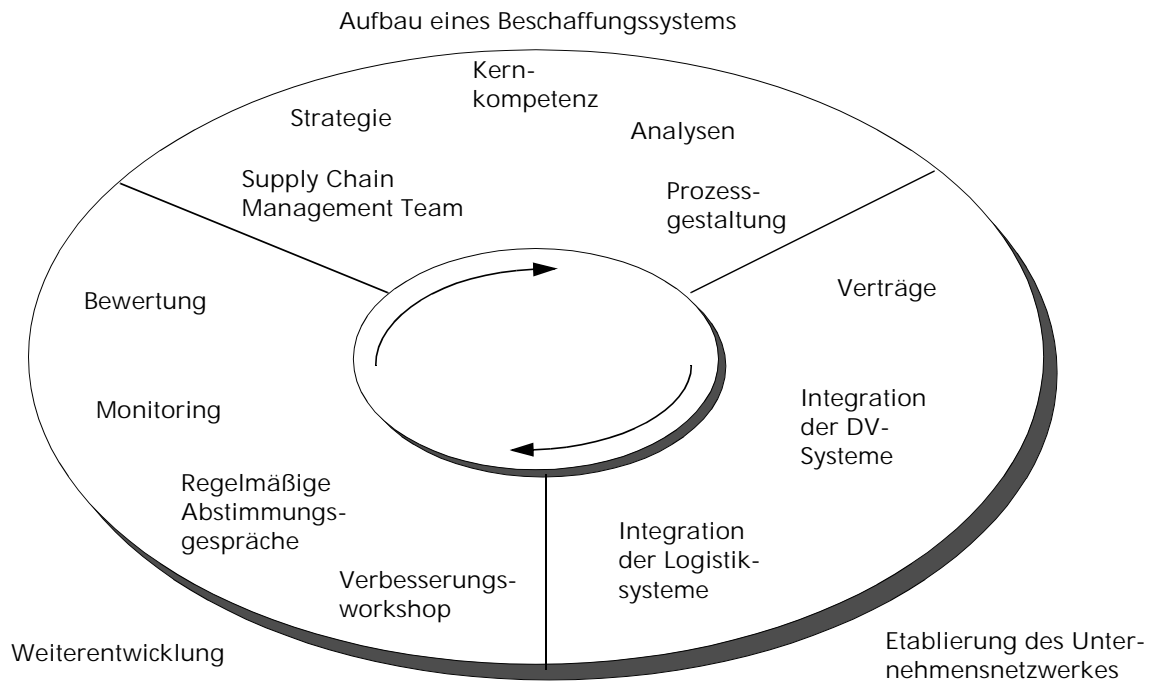 Aufbau eines Beschaffungssystems
Kern-
kompetenz
Strategie
Analysen
Supply Chain
Management Team
Prozess-
gestaltung
Verträge
Integration
der DV-
Systeme
Integration
der Logistik-
systeme
Etablierung des Unter-
nehmensnetzwerkes
Bewertung
Monitoring
Regelmäßige
Abstimmungs-
gespräche
Verbesserungs-
workshop
Weiterentwicklung